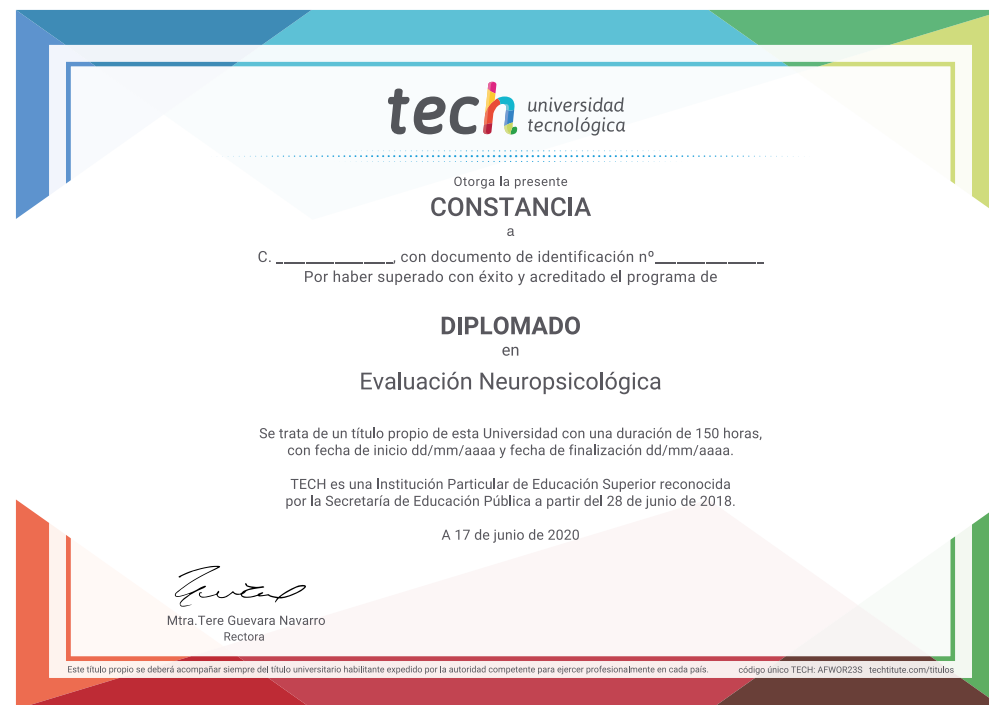 tech universidad
tecnológica
Otorga la presente
CONSTANCIA
a
C. ______________, con documento de identificación nº_____________
Por haber superado con éxito y acreditado el programa de
DIPLOMADO
en
Evaluación Neuropsicológica
Se trata de un título propio de esta Universidad con una duración de 150 horas,
con fecha de inicio dd/mm/aaaa y fecha de finalización dd/mm/aaaa.
TECH es una Institución Particular de Educación Superior reconocida
por la Secretaría de Educación Pública a partir del 28 de junio de 2018.
A 17 de junio de 2020
Mtra.Tere Guevara Navarro
Rectora
Este título propio se deberá acompañar siempre del título universitario habilitante expedido por la autoridad competente para ejercer profesionalmente en cada país. código único TECH: AFWOR23S techtitute.com/titulos